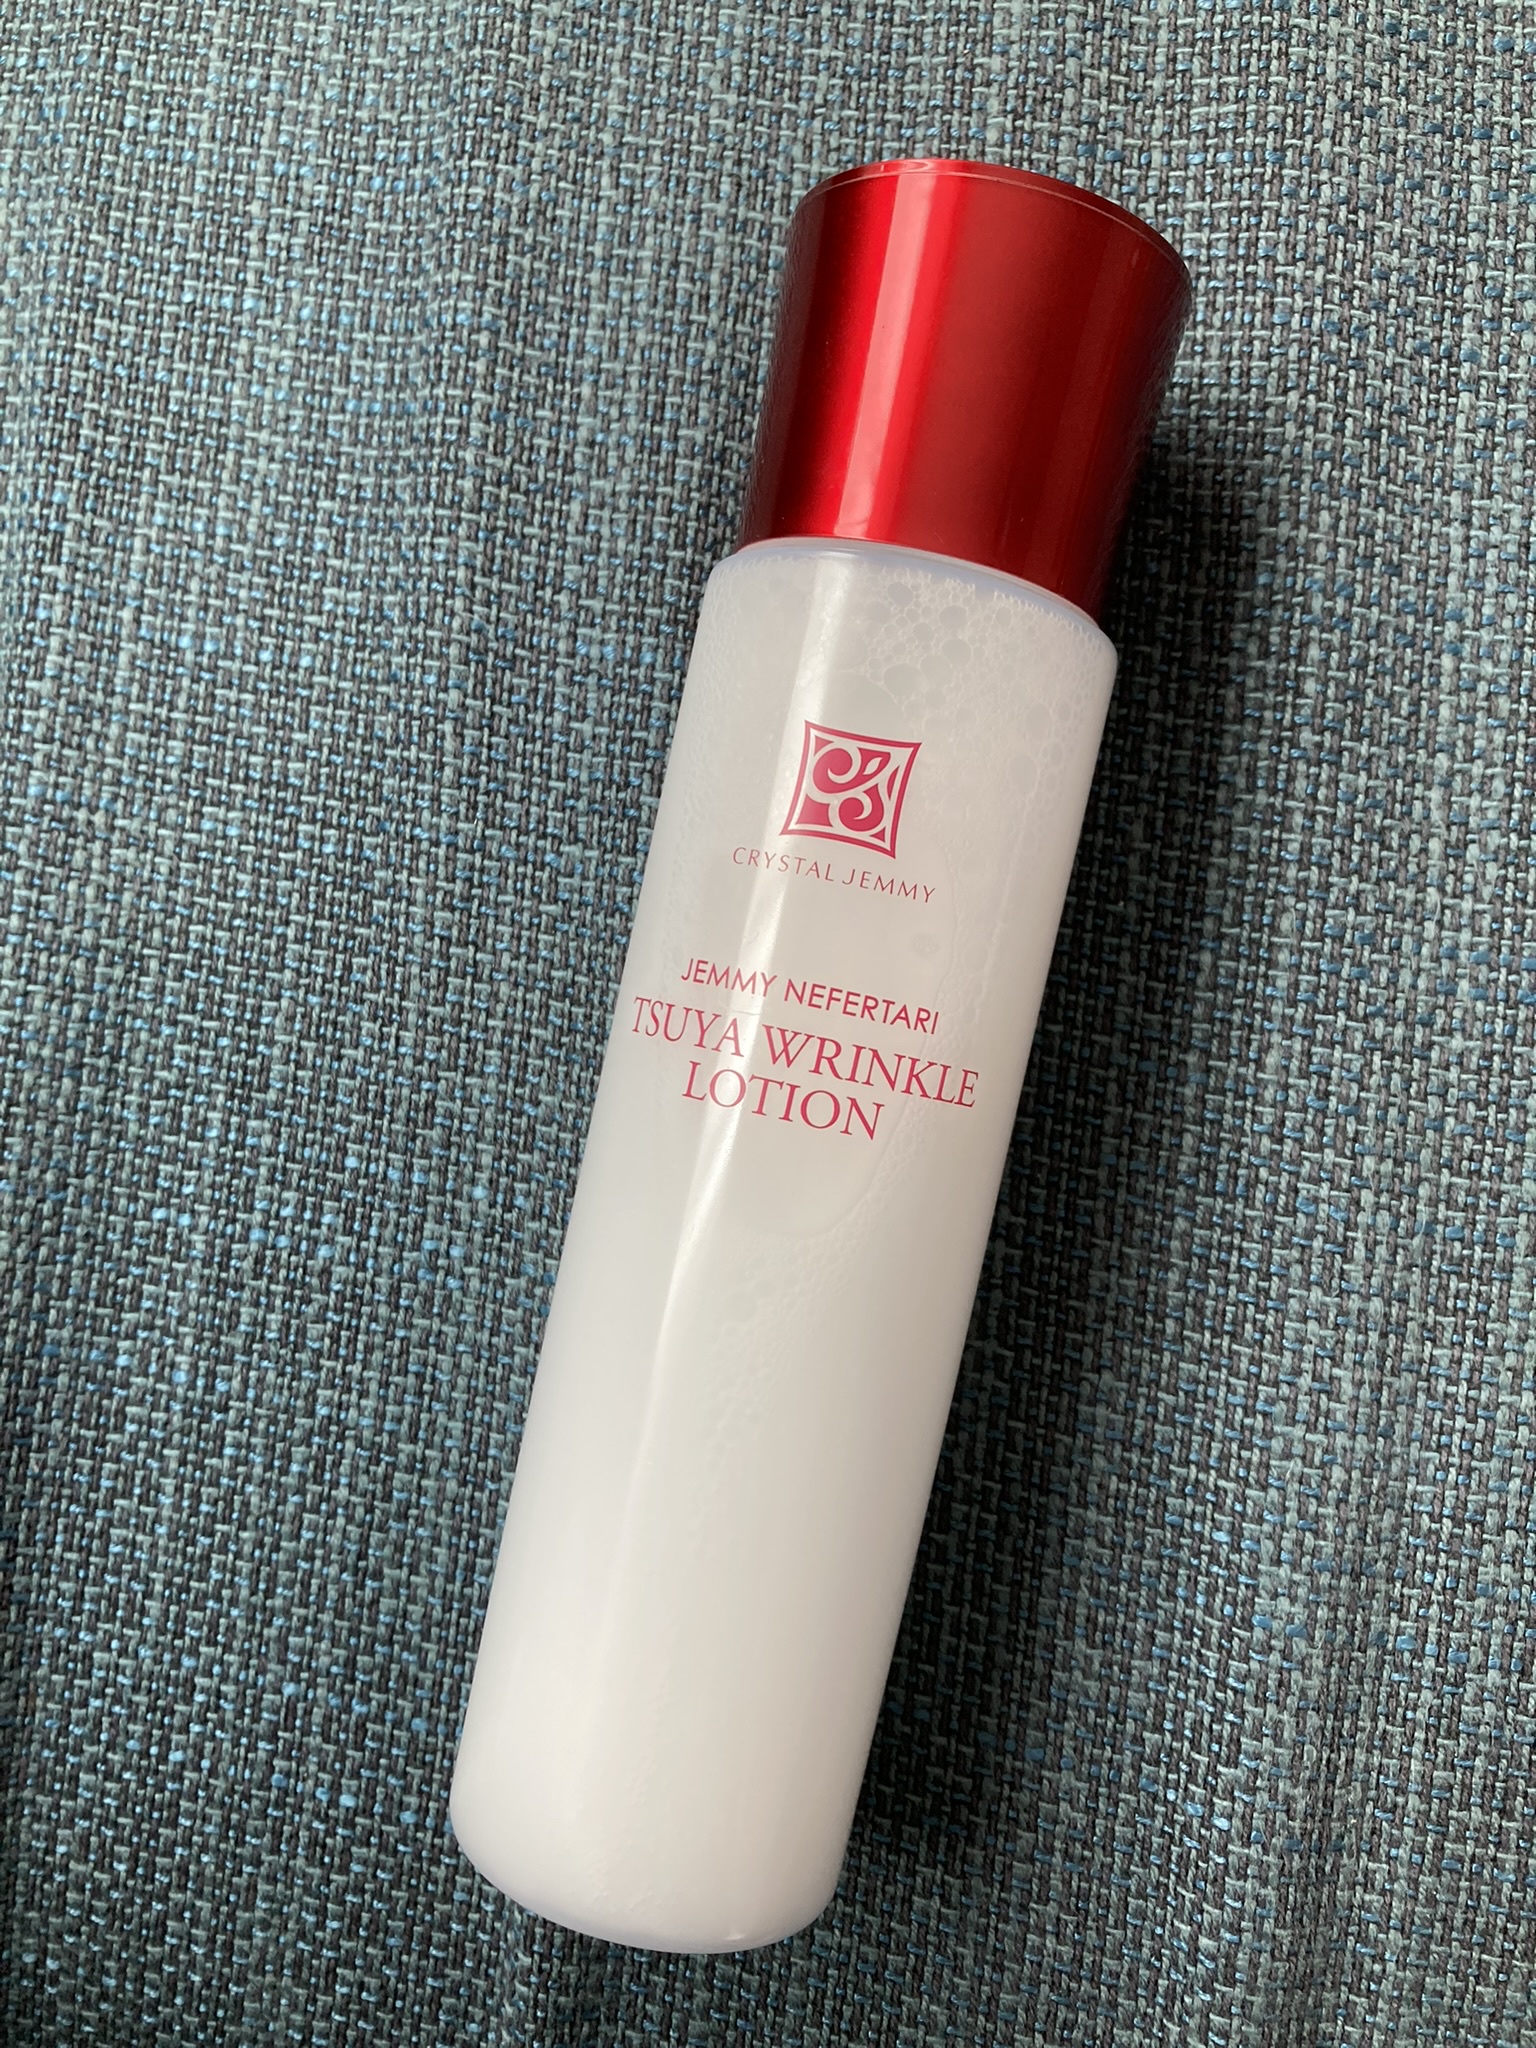 CRYSTAL JEMMY
JEMMY NEFERTARI
TSUYA WRINKLE
LOTION